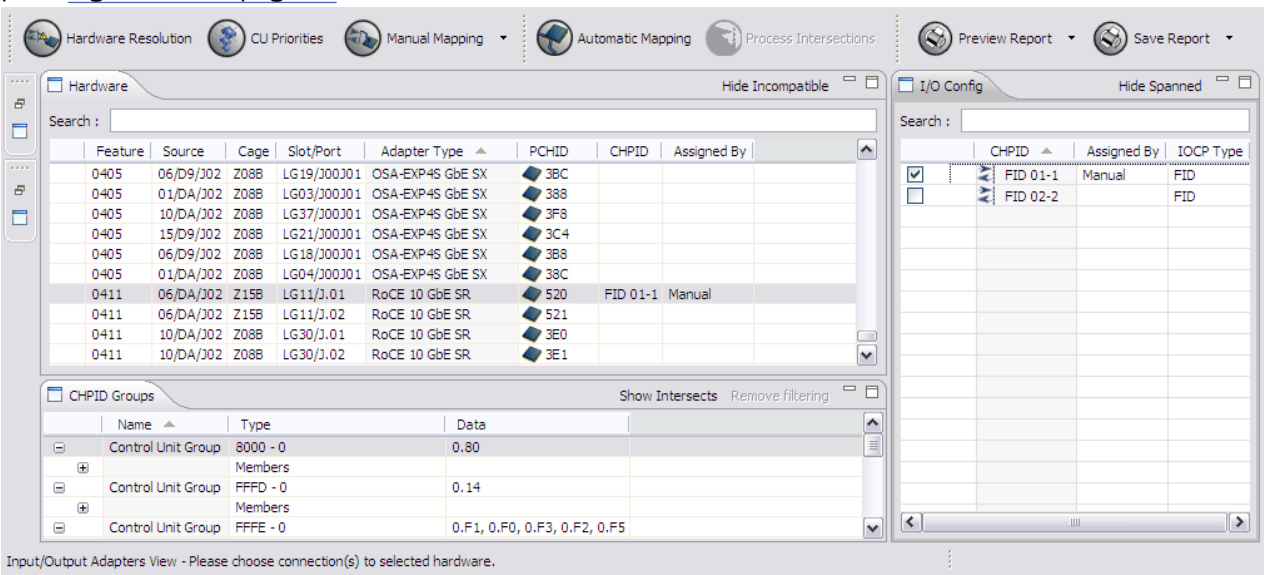 Hardware Resolution CU Priorities Manual Mapping Automatic Mapping Process Intersections Preview Report Save Report
Hardware Hide Incompatible
Search :
Feature Source Cage Slot/Port Adapter Type PCHID CHPID Assigned By
0405 06/D9/J02 Z08B LG19/J00J01 OSA-EXP4S GbE SX 3BC
0405 01/DA/J02 Z08B LG03/J00J01 OSA-EXP4S GbE SX 388
0405 10/DA/J02 Z08B LG37/J00J01 OSA-EXP4S GbE SX 3F8
0405 15/D9/J02 Z08B LG21/J00J01 OSA-EXP4S GbE SX 3C4
0405 06/D9/J02 Z08B LG18/J00J01 OSA-EXP4S GbE SX 3B8
0405 01/DA/J02 Z08B LG04/J00J01 OSA-EXP4S GbE SX 38C
0411 06/DA/J02 Z15B LG11/J.01 RoCE 10 GbE SR 520 FID 01-1 Manual
0411 06/DA/J02 Z15B LG11/J.02 RoCE 10 GbE SR 521
0411 10/DA/J02 Z08B LG30/J.01 RoCE 10 GbE SR 3E0
0411 10/DA/J02 Z08B LG30/J.02 RoCE 10 GbE SR 3E1
CHPID Groups Show Intersects Remove filtering
Name Type Data
Control Unit Group 8000 - 0 0.80
Members
Control Unit Group FFFD - 0 0.14
Members
Control Unit Group FFFE - 0 0.F1, 0.F0, 0.F3, 0.F2, 0.F5
I/O Config Hide Spanned
Search :
CHPID Assigned By IOCP Type
FID 01-1 Manual FID
FID 02-2 FID
Input/Output Adapters View - Please choose connection(s) to selected hardware.